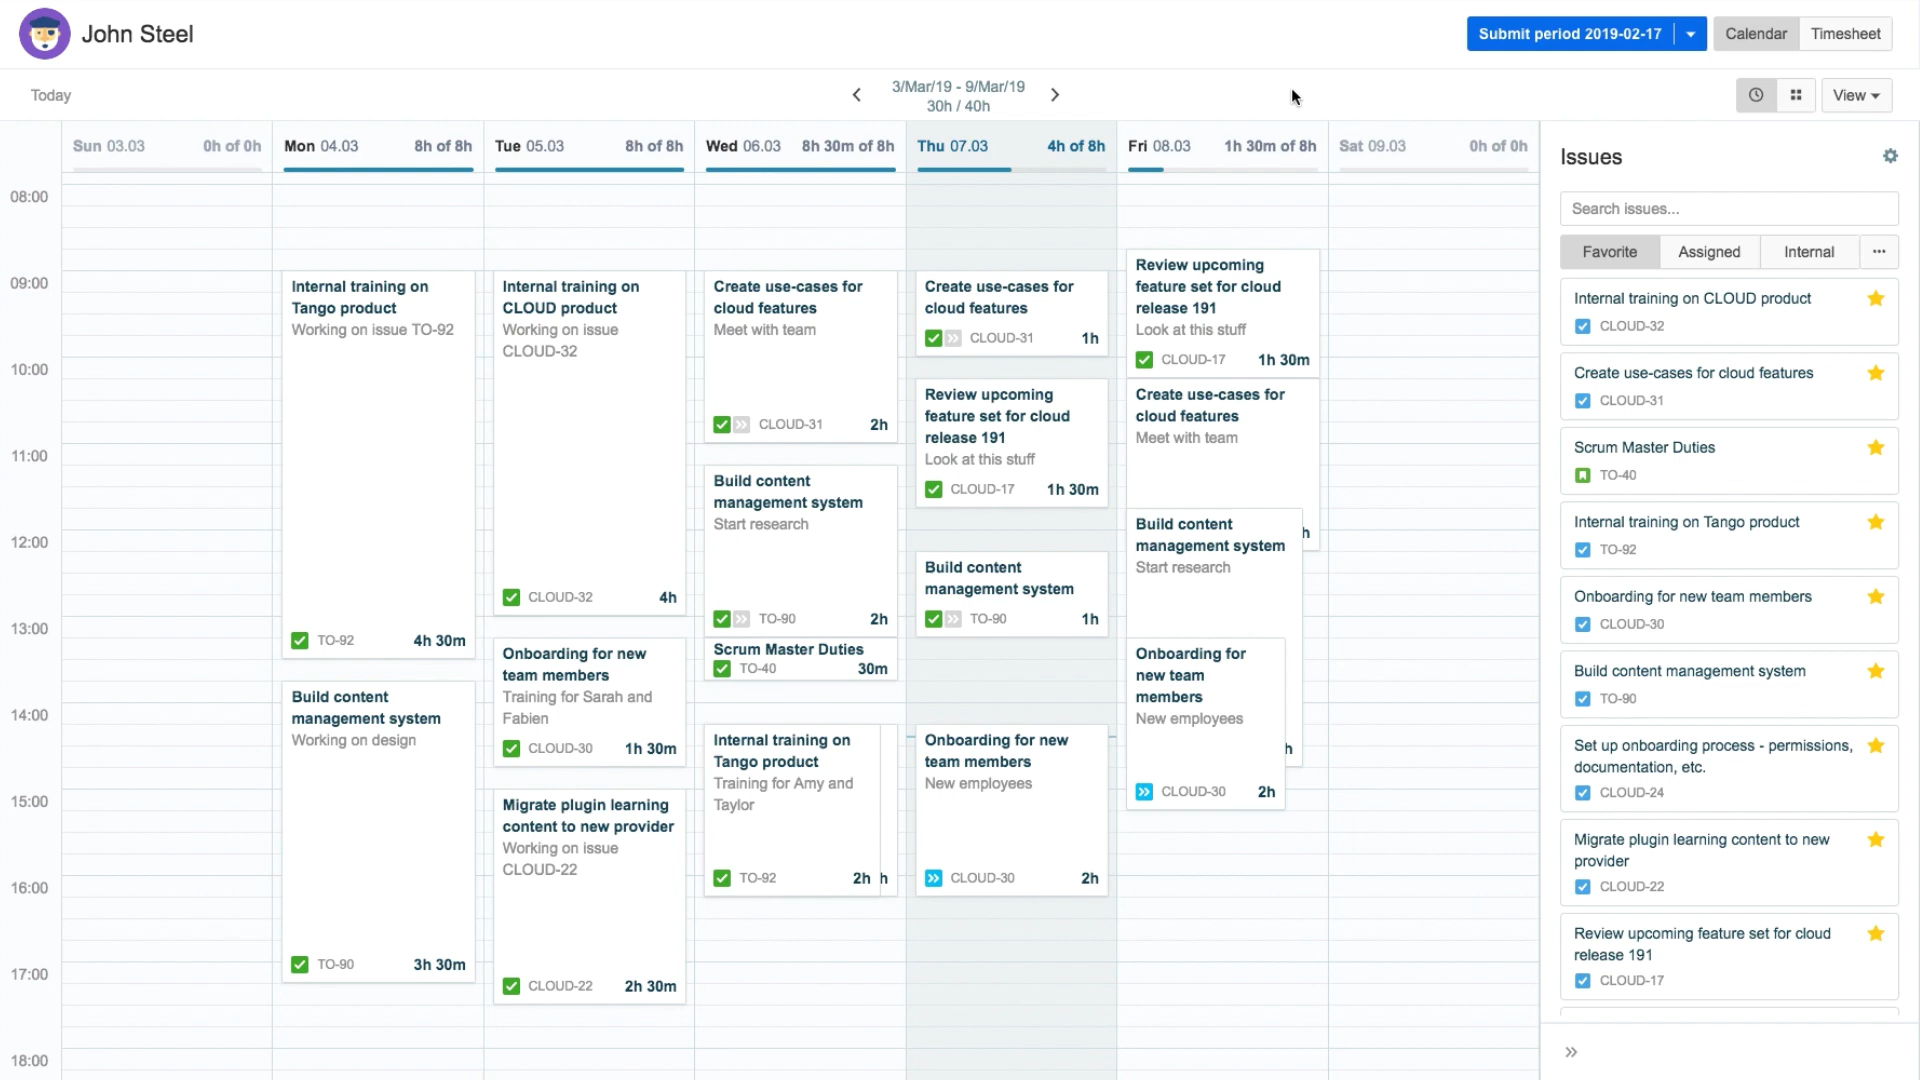 John Steel
Submit period 2019-02-17
Calendar
Timesheet
Today
3/Mar/19 - 9/Mar/19
30h / 40h
View
Sun 03.03 0h of 0h
Mon 04.03 8h of 8h
Tue 05.03 8h of 8h
Wed 06.03 8h 30m of 8h
Thu 07.03 4h of 8h
Fri 08.03 1h 30m of 8h
Sat 09.03 0h of 0h
08:00
09:00
10:00
11:00
12:00
13:00
14:00
15:00
16:00
17:00
18:00
Internal training on
Tango product
Working on issue TO-92
TO-92 4h 30m
Build content
management system
Working on design
TO-90 3h 30m
Internal training on
CLOUD product
Working on issue
CLOUD-32
CLOUD-32 4h
Onboarding for new
team members
Training for Sarah and
Fabien
CLOUD-30 1h 30m
Migrate plugin learning
content to new provider
Working on issue
CLOUD-22
CLOUD-22 2h 30m
Create use-cases for
cloud features
Meet with team
CLOUD-31 2h
Build content
management system
Start research
TO-90 2h
Scrum Master Duties
TO-40 30m
Internal training on
Tango product
Training for Amy and
Taylor
TO-92 2h h
Create use-cases for
cloud features
CLOUD-31 1h
Review upcoming
feature set for cloud
release 191
Look at this stuff
CLOUD-17 1h 30m
Build content
management system
TO-90 1h
Onboarding for new
team members
New employees
CLOUD-30 2h
Review upcoming
feature set for cloud
release 191
Look at this stuff
CLOUD-17 1h 30m
Create use-cases for
cloud features
Meet with team
h
Build content
management system
Start research
h
Onboarding for
new team
members
New employees
CLOUD-30 2h
Issues
Search issues...
Favorite
Assigned
Internal
Internal training on CLOUD product
CLOUD-32
Create use-cases for cloud features
CLOUD-31
Scrum Master Duties
TO-40
Internal training on Tango product
TO-92
Onboarding for new team members
CLOUD-30
Build content management system
TO-90
Set up onboarding process - permissions,
documentation, etc.
CLOUD-24
Migrate plugin learning content to new
provider
CLOUD-22
Review upcoming feature set for cloud
release 191
CLOUD-17